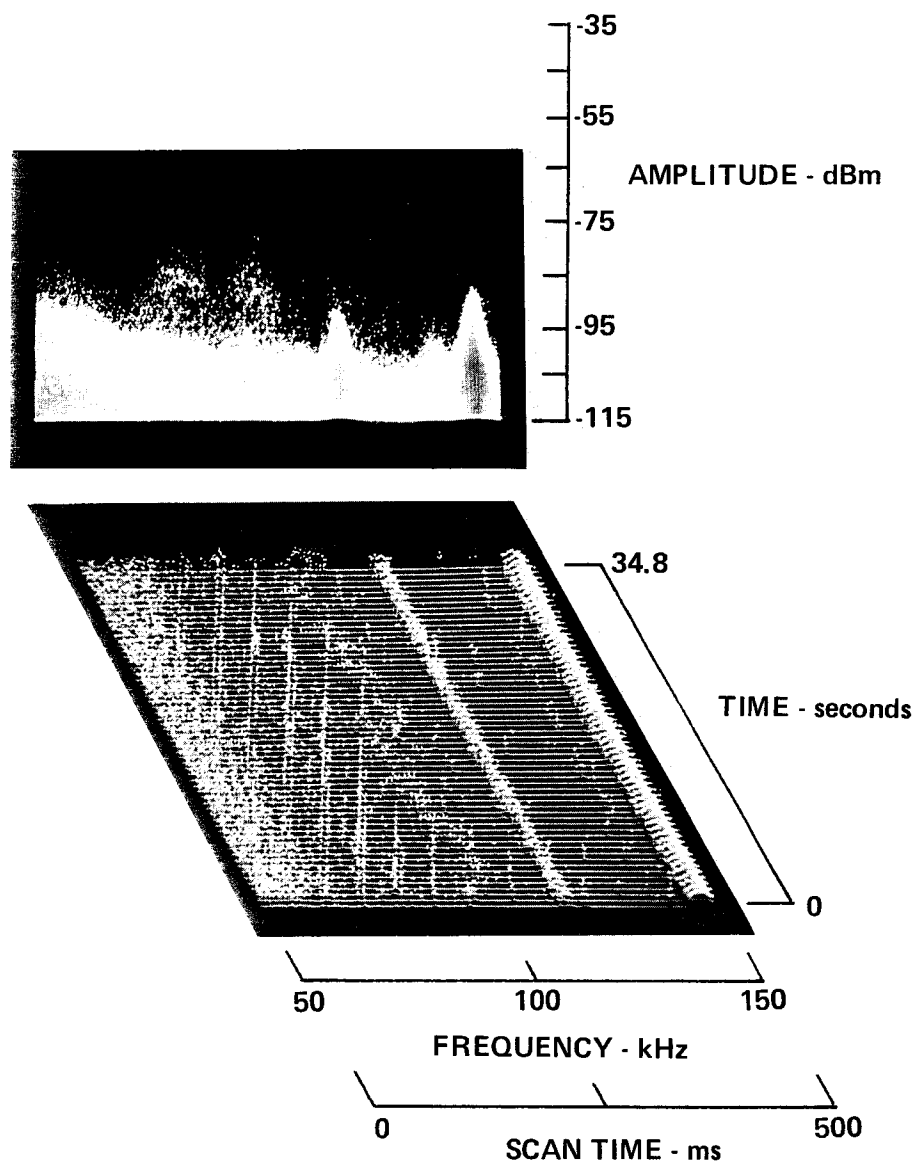 -35
-55
AMPLITUDE - dBm
-75
-95
-115
34.8
TIME - seconds
0
50 100 150
FREQUENCY - kHz
0 500
SCAN TIME - ms